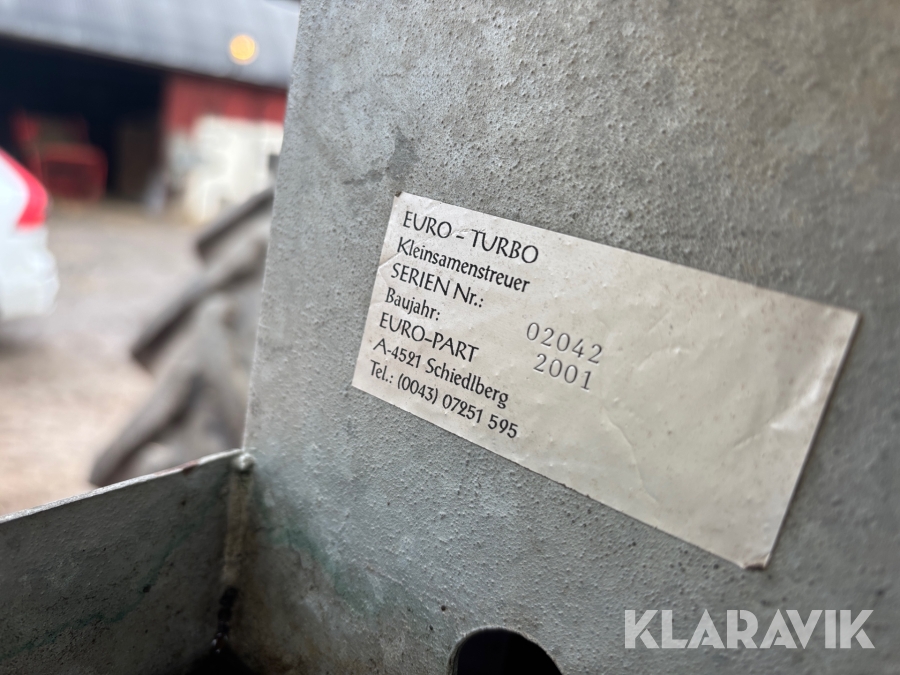 EURO - TURBO
Kleinsamenstreuer
SERIEN Nr.: 02042
Baujahr: 2001
EURO-PART
A-4521 Schiedlberg
Tel.: (0043) 07251 595
KLARAVIK